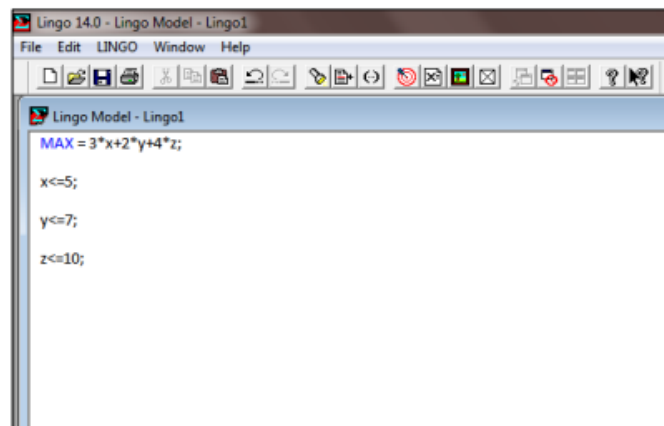 Lingo 14.0 - Lingo Model - Lingo1
File Edit LINGO Window Help
Lingo Model - Lingo1
MAX = 3*x+2*y+4*z;
x<=5;
y<=7;
z<=10;